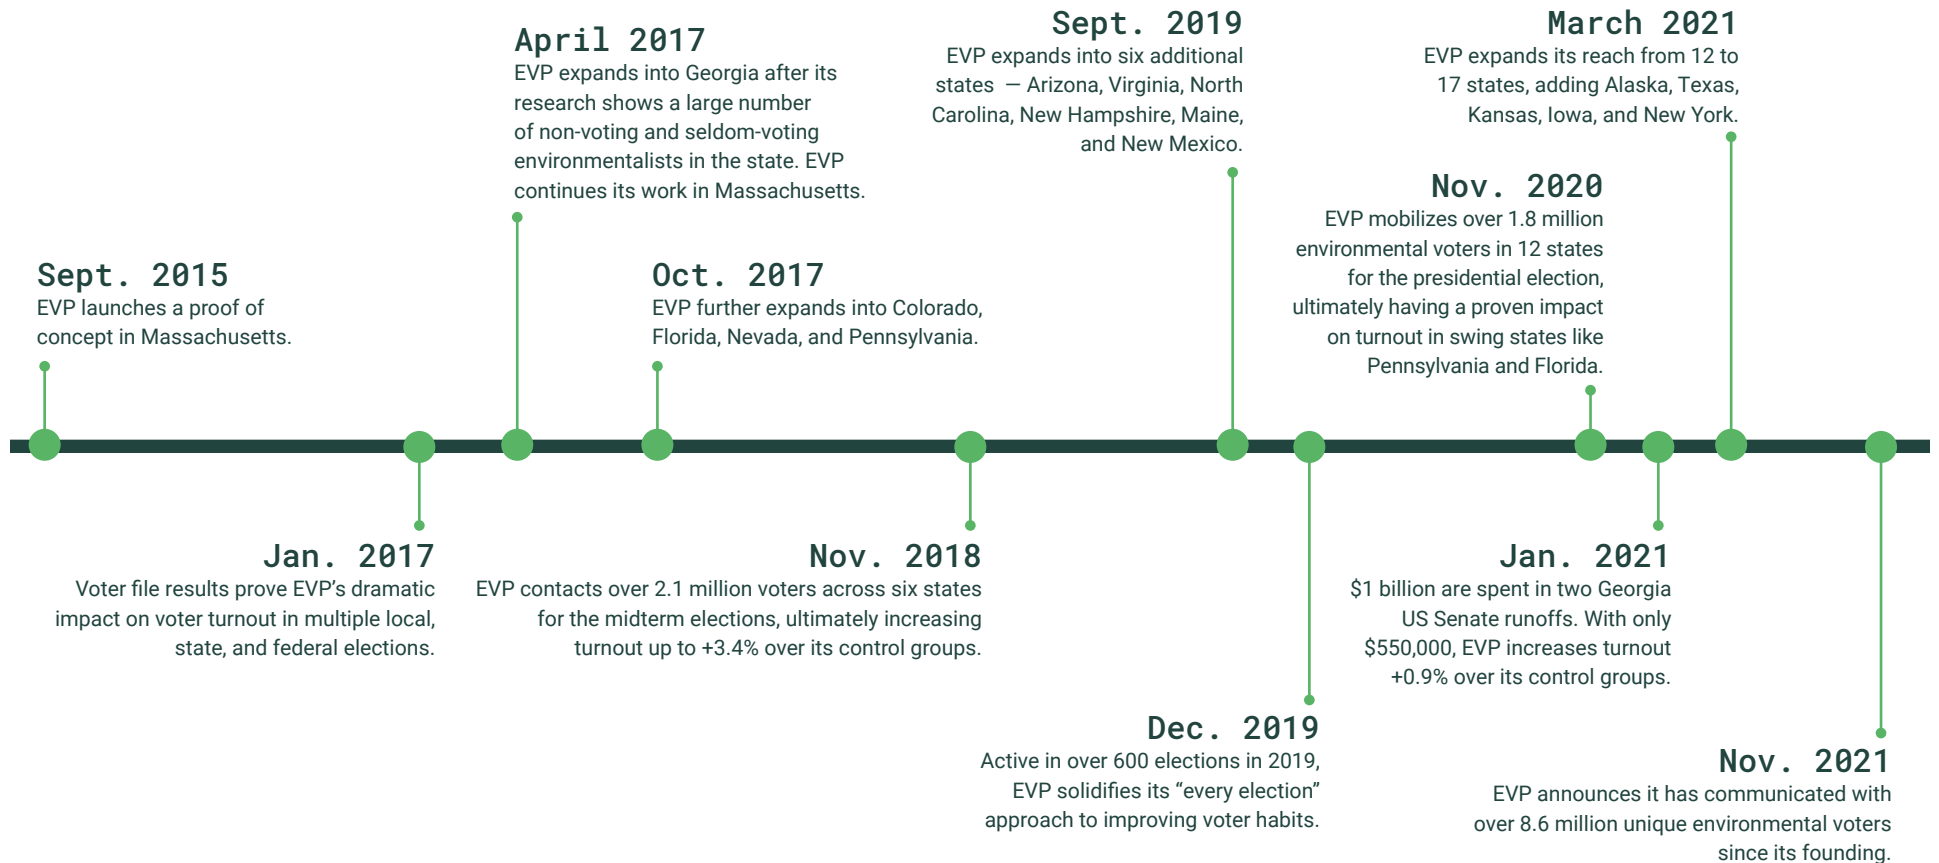 Sept. 2015
EVP launches a proof of
concept in Massachusetts.
Jan. 2017
Voter file results prove EVP’s dramatic
impact on voter turnout in multiple local,
state, and federal elections.
April 2017
EVP expands into Georgia after its
research shows a large number
of non-voting and seldom-voting
environmentalists in the state. EVP
continues its work in Massachusetts.
Oct. 2017
EVP further expands into Colorado,
Florida, Nevada, and Pennsylvania.
Nov. 2018
EVP contacts over 2.1 million voters across six states
for the midterm elections, ultimately increasing
turnout up to +3.4% over its control groups.
Sept. 2019
EVP expands into six additional
states — Arizona, Virginia, North
Carolina, New Hampshire, Maine,
and New Mexico.
Dec. 2019
Active in over 600 elections in 2019,
EVP solidifies its “every election”
approach to improving voter habits.
Nov. 2020
EVP mobilizes over 1.8 million
environmental voters in 12 states
for the presidential election,
ultimately having a proven impact
on turnout in swing states like
Pennsylvania and Florida.
Jan. 2021
$1 billion are spent in two Georgia
US Senate runoffs. With only
$550,000, EVP increases turnout
+0.9% over its control groups.
March 2021
EVP expands its reach from 12 to
17 states, adding Alaska, Texas,
Kansas, Iowa, and New York.
Nov. 2021
EVP announces it has communicated with
over 8.6 million unique environmental voters
since its founding.